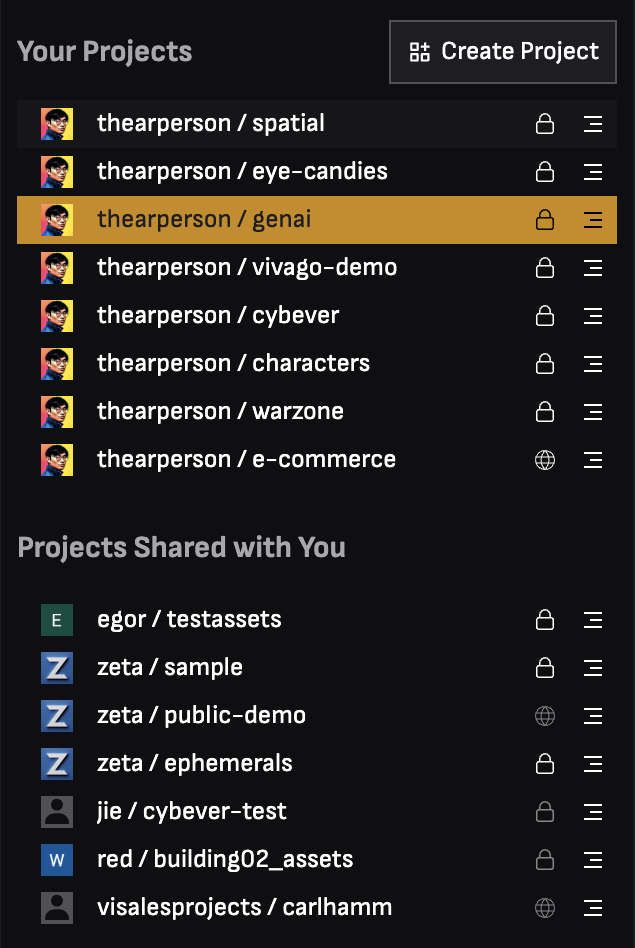 Your Projects
Create Project
thearperson / spatial
thearperson / eye-candies
thearperson / genai
thearperson / vivago-demo
thearperson / cybever
thearperson / characters
thearperson / warzone
thearperson / e-commerce
Projects Shared with You
E egor / testassets
Z zeta / sample
Z zeta / public-demo
Z zeta / ephemerals
jie / cybever-test
W red / building02_assets
visalesprojects / carlhamm